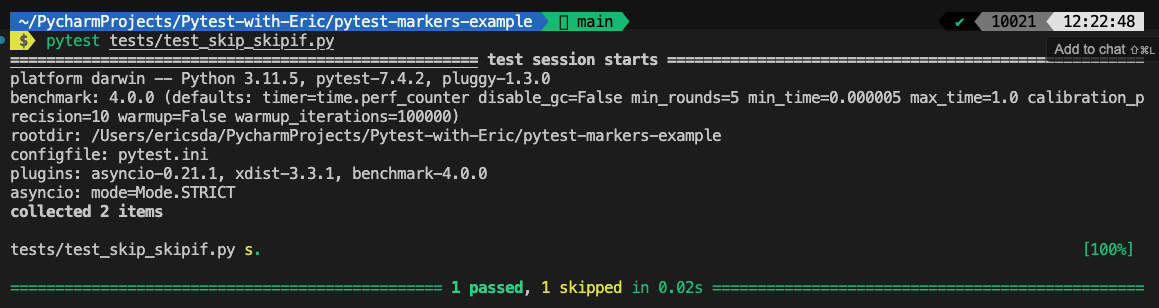 ~/PycharmProjects/Pytest-with-Eric/pytest-markers-example main ✔ 10021 12:22:48
$ pytest tests/test_skip_skipif.py
Add to chat ⇧⌘L
==================================================== test session starts =====================================================
platform darwin -- Python 3.11.5, pytest-7.4.2, pluggy-1.3.0
benchmark: 4.0.0 (defaults: timer=time.perf_counter disable_gc=False min_rounds=5 min_time=0.000005 max_time=1.0 calibration_p
recision=10 warmup=False warmup_iterations=100000)
rootdir: /Users/ericsda/PycharmProjects/Pytest-with-Eric/pytest-markers-example
configfile: pytest.ini
plugins: asyncio-0.21.1, xdist-3.3.1, benchmark-4.0.0
asyncio: mode=Mode.STRICT
collected 2 items
tests/test_skip_skipif.py s. [100%]
================================================ 1 passed, 1 skipped in 0.02s ================================================